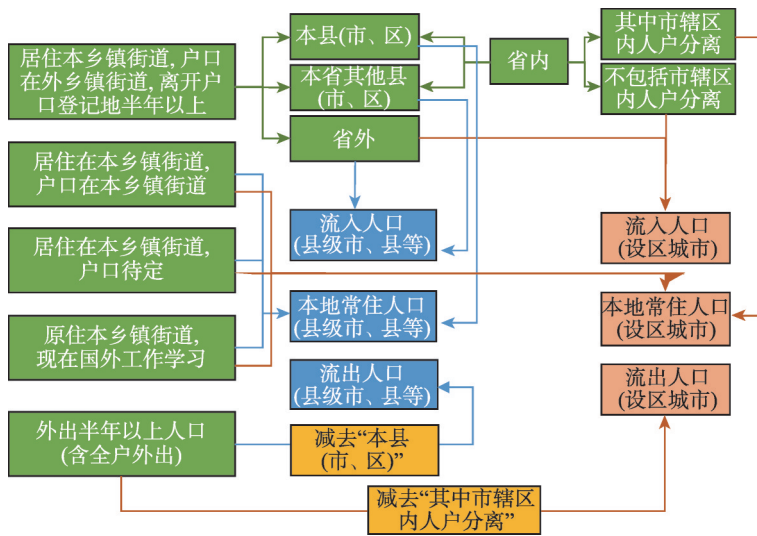 居住本乡镇街道, 户口
在外乡镇街道, 离开户
口登记地半年以上
本县(市、区)
本省其他县
(市、区)
省外
省内
其中市辖区
内人户分离
不包括市辖区
内人户分离
居住在本乡镇街道,
户口在本乡镇街道
流入人口
(县级市、县等)
流入人口
(设区城市)
居住在本乡镇街道,
户口待定
本地常住人口
(县级市、县等)
本地常住人口
(设区城市)
原住本乡镇街道,
现在国外工作学习
流出人口
(县级市、县等)
流出人口
(设区城市)
外出半年以上人口
(含全户外出)
减去“本县
(市、区)”
减去“其中市辖区
内人户分离”